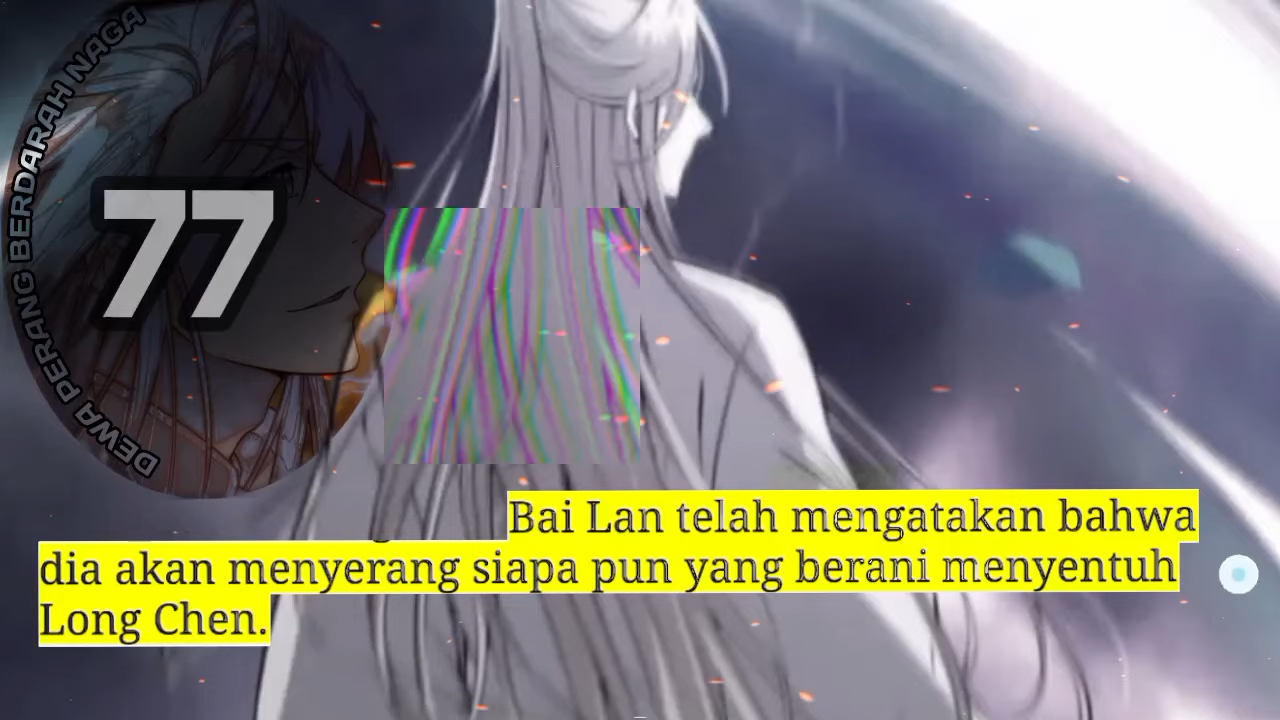 DEWA PERANG BERDARAH NAGA
77
Bai Lan telah mengatakan bahwa
dia akan menyerang siapa pun yang berani menyentuh
Long Chen.